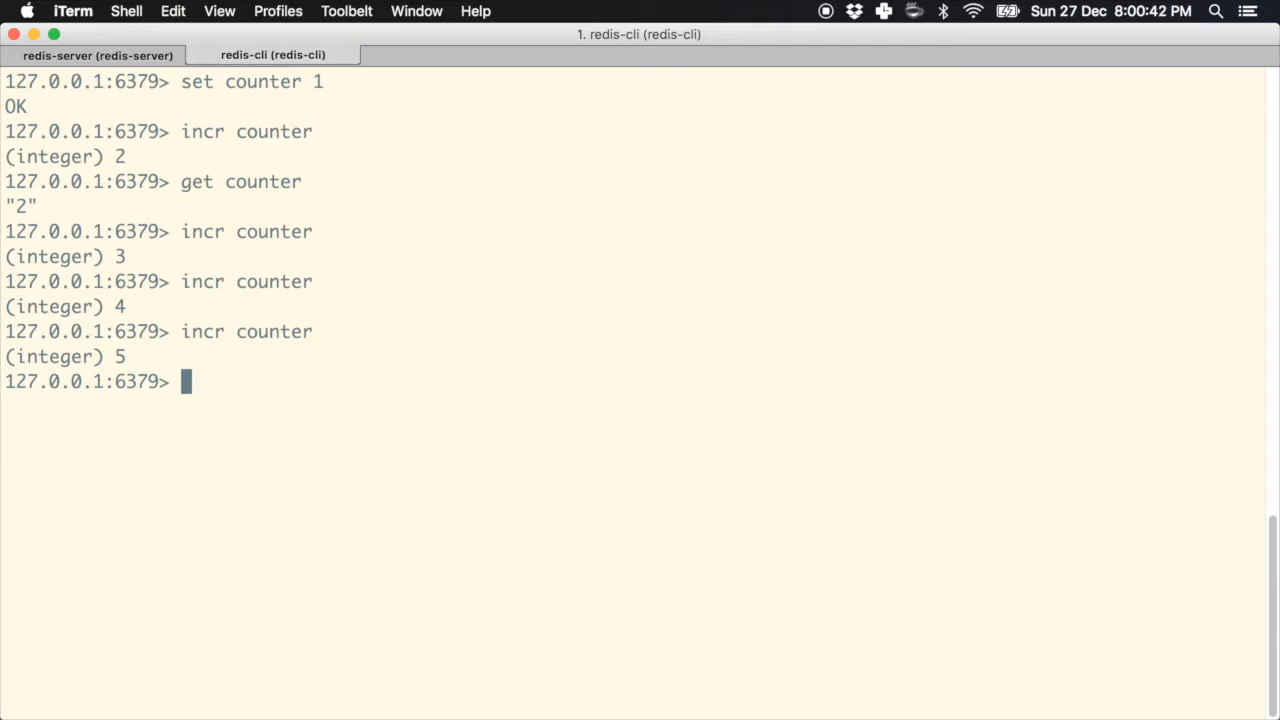 iTerm Shell Edit View Profiles Toolbelt Window Help Sun 27 Dec 8:00:42 PM
1. redis-cli (redis-cli)
redis-server (redis-server) redis-cli (redis-cli)
127.0.0.1:6379> set counter 1
OK
127.0.0.1:6379> incr counter
(integer) 2
127.0.0.1:6379> get counter
"2"
127.0.0.1:6379> incr counter
(integer) 3
127.0.0.1:6379> incr counter
(integer) 4
127.0.0.1:6379> incr counter
(integer) 5
127.0.0.1:6379>